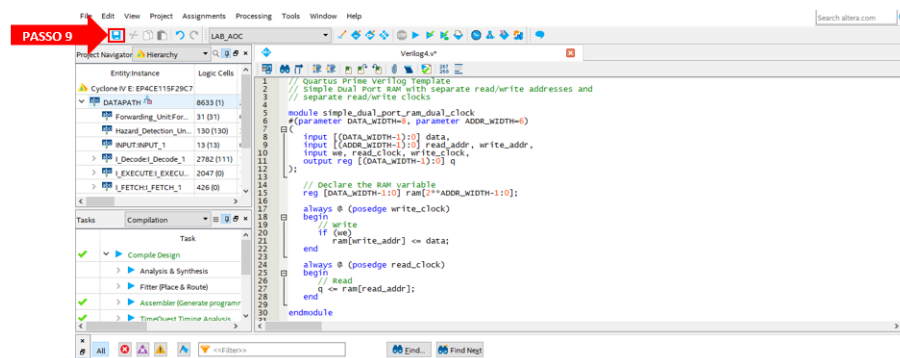 File Edit View Project Assignments Processing Tools Window Help
Search altera.com
PASSO 9
LAB_AOC
Project Navigator Hierarchy
Verilog4.v*
Entity:Instance Logic Cells
Cyclone IV E: EP4CE115F29C7
DATAPATH 8633 (1)
Forwarding_Unit:For... 31 (31)
Hazard_Detection_Un... 130 (130)
INPUT:INPUT_1 13 (13)
I_Decode:I_Decode_1 2782 (111)
I_EXECUTE:I_EXECU... 2047 (0)
I_FETCH:I_FETCH_1 426 (0)
Tasks Compilation
Task
Compile Design
Analysis & Synthesis
Fitter (Place & Route)
Assembler (Generate programr
TimeQuest Timing Analysis
1 // Quartus Prime Verilog Template
2 // Simple Dual Port RAM with separate read/write addresses and
3 // separate read/write clocks
4
5 module simple_dual_port_ram_dual_clock
6 #(parameter DATA_WIDTH=8, parameter ADDR_WIDTH=6)
7 (
8 input [(DATA_WIDTH-1):0] data,
9 input [(ADDR_WIDTH-1):0] read_addr, write_addr,
10 input we, read_clock, write_clock,
11 output reg [(DATA_WIDTH-1):0] q
12 );
13
14 // Declare the RAM variable
15 reg [DATA_WIDTH-1:0] ram[2**ADDR_WIDTH-1:0];
16
17 always @ (posedge write_clock)
18 begin
19 // Write
20 if (we)
21 ram[write_addr] <= data;
22 end
23
24 always @ (posedge read_clock)
25 begin
26 // Read
27 q <= ram[read_addr];
28 end
29
30 endmodule
31
All <<Filter>> Find... Find Next